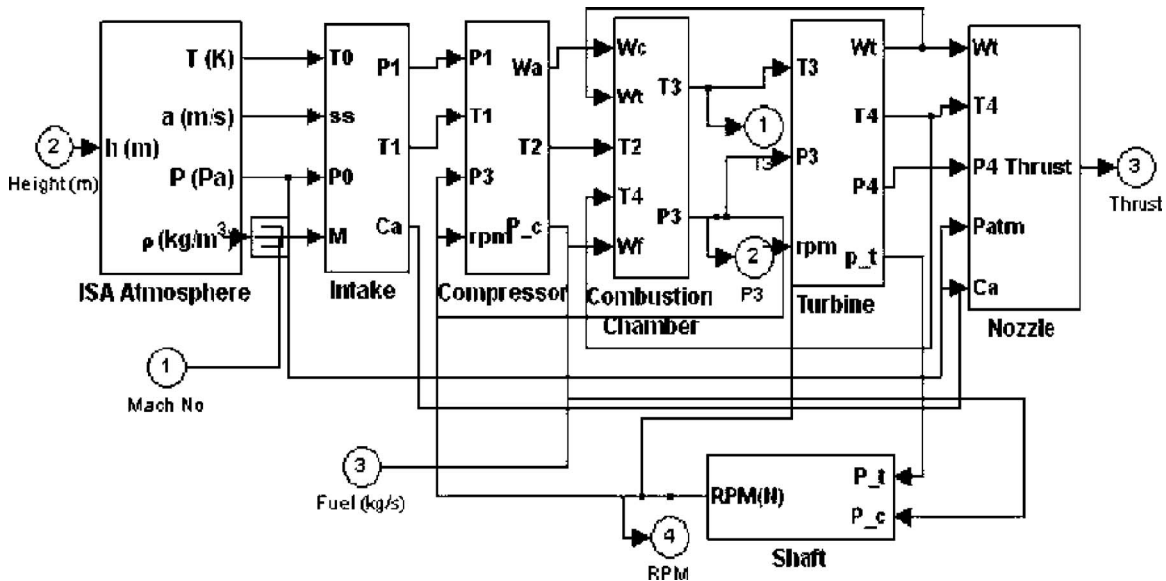 2
Height (m)
h (m)
T (K)
a (m/s)
P (Pa)
ρ (kg/m³)
ISA Atmosphere
1
Mach No
T0
ss
P0
M
P1
T1
Ca
Intake
P1
T1
P3
rpm
Wa
T2
P_c
Compressor
Wc
Wt
T2
T4
Wf
T3
P3
Combustion
Chamber
1
T3
2
P3
T3
P3
rpm
Wt
T4
P4
p_t
Turbine
Wt
T4
P4
Patm
Ca
Thrust
Nozzle
3
Thrust
3
Fuel (kg/s)
RPM(N)
P_t
P_c
Shaft
4
RPM